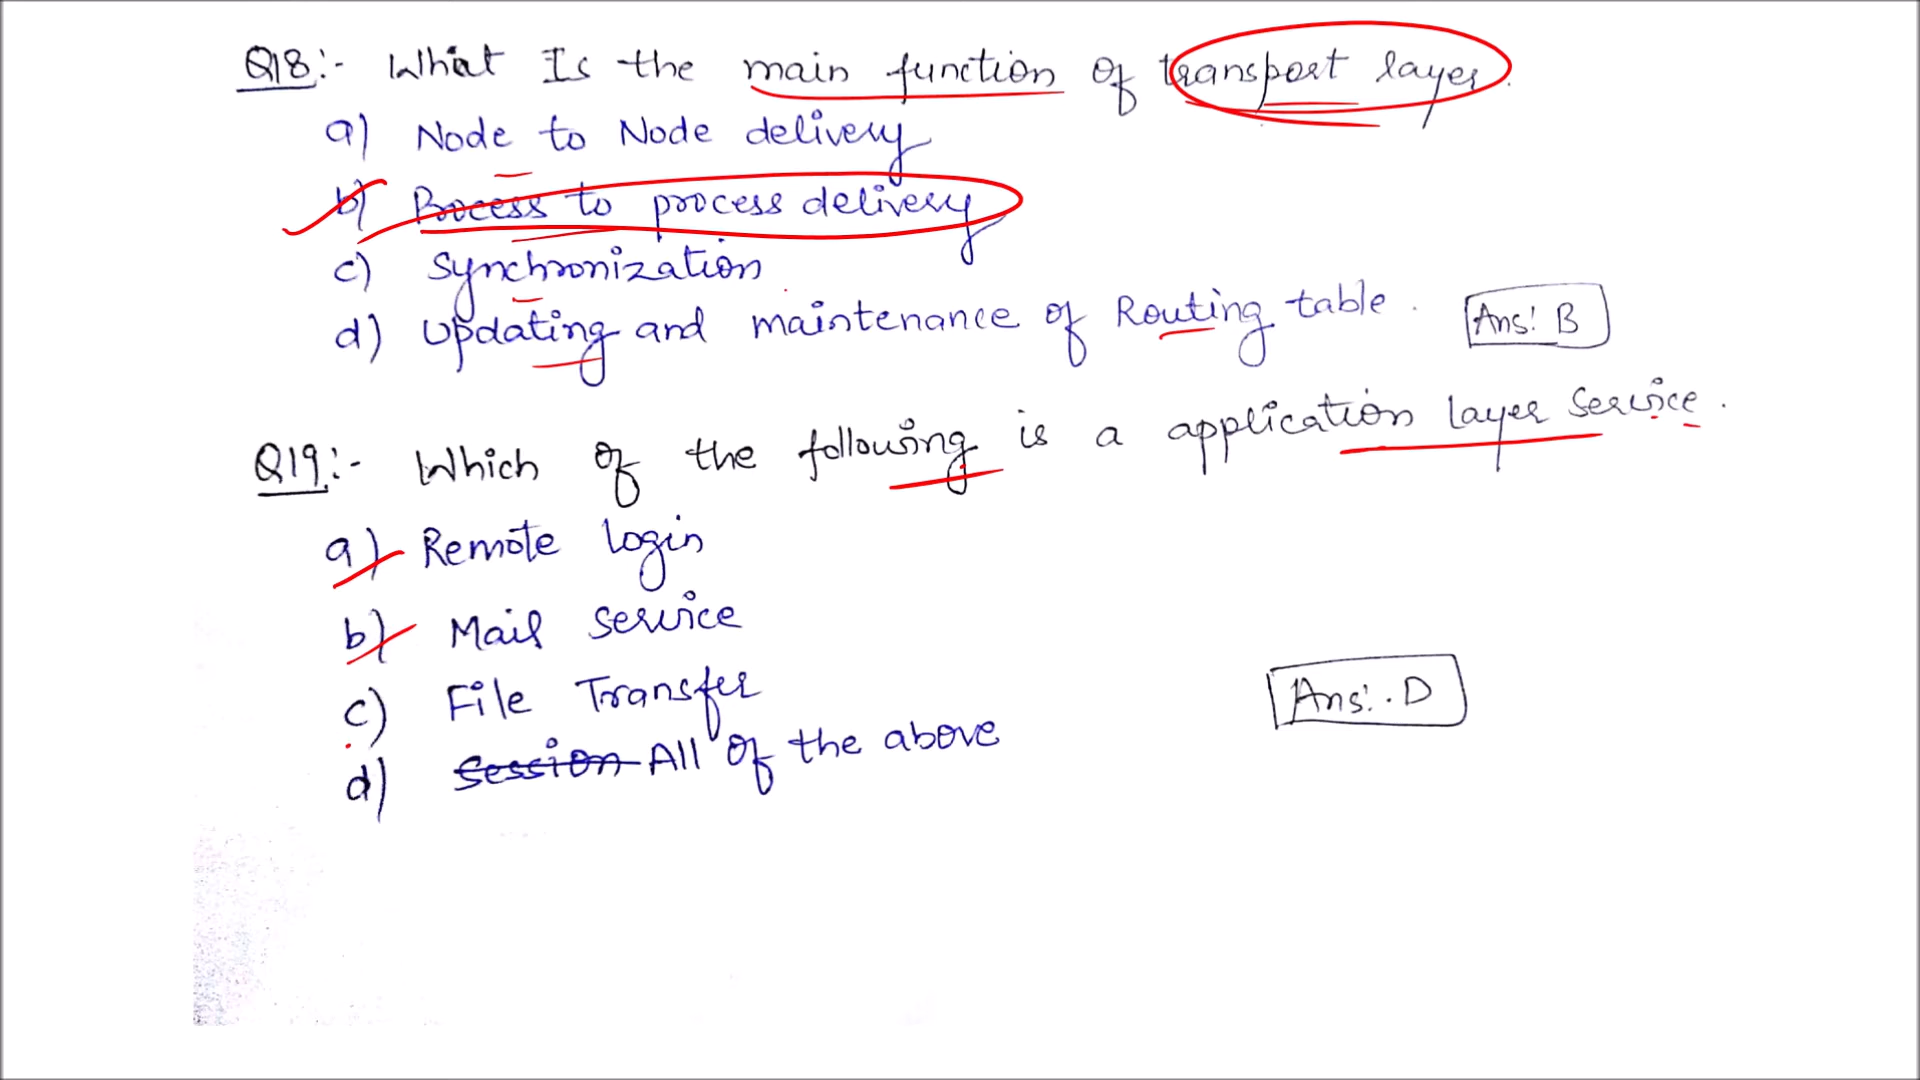 Q18:- What Is the main function of transport layer.
a) Node to Node delivery
b) Process to process delivery
c) Synchronization
d) Updating and maintenance of Routing table.
Ans: B
Q19:- Which of the following is a application layer service.
a) Remote login
b) Mail service
c) File Transfer
d) Session All of the above
Ans:. D